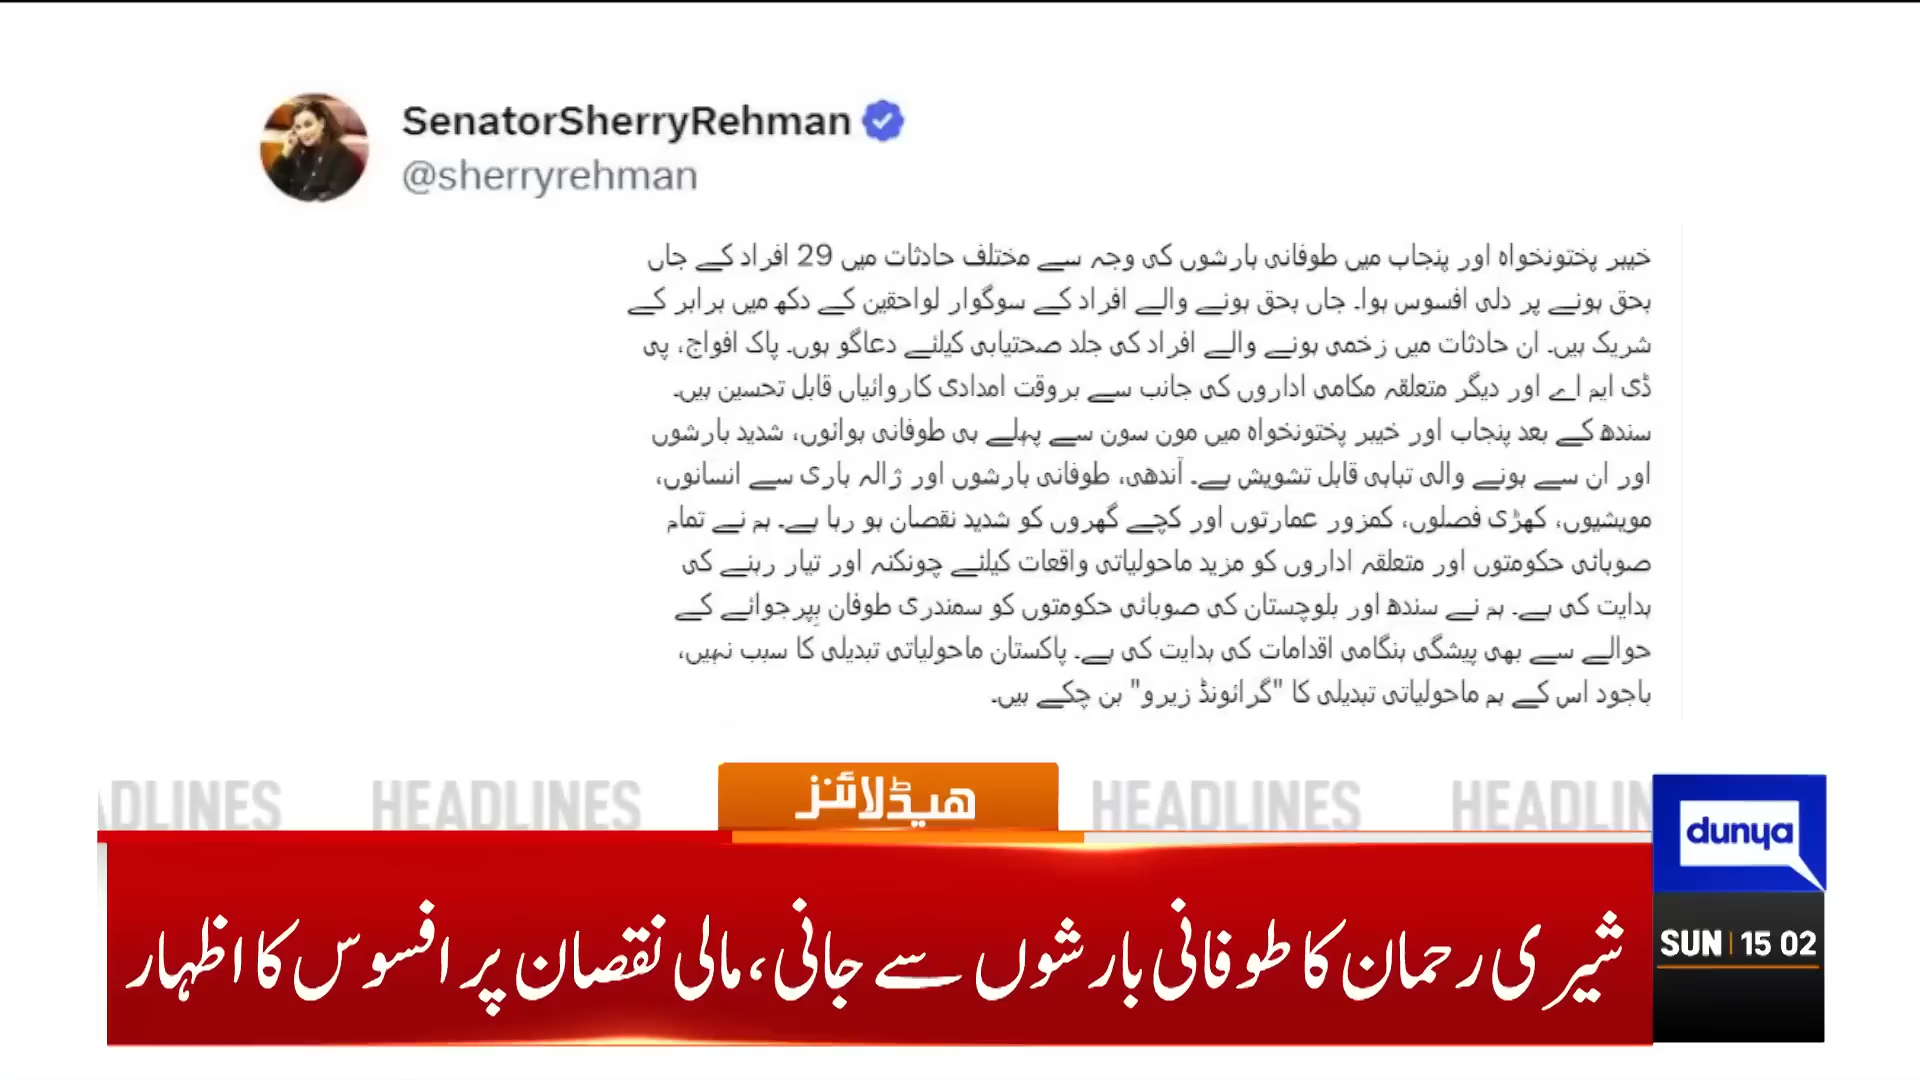 SenatorSherryRehman
@sherryrehman
خیبر پختونخواہ اور پنجاب میں طوفانی بارشوں کی وجہ سے مختلف حادثات میں 29 افراد کے جاں
بحق ہونے پر دلی افسوس ہوا۔ جاں بحق ہونے والے افراد کے سوگوار لواحقین کے دکھ میں برابر کے
شریک ہیں۔ ان حادثات میں زخمی ہونے والے افراد کی جلد صحتیابی کیلئے دعاگو ہوں۔ پاک افواج، پی
ڈی ایم اے اور دیگر متعلقہ مکامی اداروں کی جانب سے بروقت امدادی کاروائیاں قابل تحسین ہیں۔
سندھ کے بعد پنجاب اور خیبر پختونخواہ میں مون سون سے پہلے ہی طوفانی ہوائوں، شدید بارشوں
اور ان سے ہونے والی تباہی قابل تشویش ہے۔ آندھی، طوفانی بارشوں اور ژالہ باری سے انسانوں،
مویشیوں، کھڑی فصلوں، کمزور عمارتوں اور کچے گھروں کو شدید نقصان ہو رہا ہے۔ ہم نے تمام
صوبائی حکومتوں اور متعلقہ اداروں کو مزید ماحولیاتی واقعات کیلئے چونکنہ اور تیار رہنے کی
ہدایت کی ہے۔ ہم نے سندھ اور بلوچستان کی صوبائی حکومتوں کو سمندری طوفان بِپرجوائے کے
حوالے سے بھی پیشگی ہنگامی اقدامات کی ہدایت کی ہے۔ پاکستان ماحولیاتی تبدیلی کا سبب نہیں،
باجود اس کے ہم ماحولیاتی تبدیلی کا "گرائونڈ زیرو" بن چکے ہیں۔
ADLINES HEADLINES ھیڈلائنز HEADLINES HEADLIN
dunya
شیری رحمان کا طوفانی بارشوں سے جانی، مالی نقصان پر افسوس کا اظہار
SUN 15 02